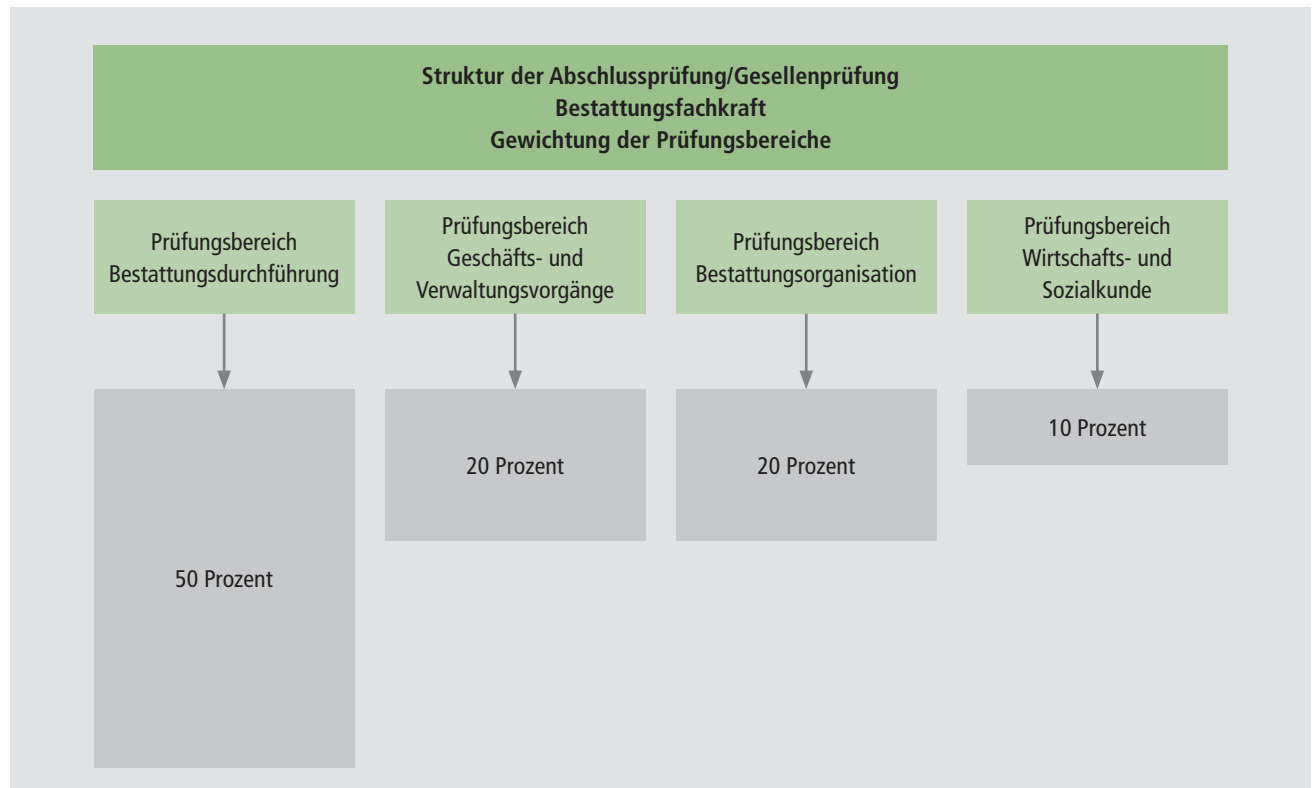 Struktur der Abschlussprüfung/Gesellenprüfung
Bestattungsfachkraft
Gewichtung der Prüfungsbereiche
Prüfungsbereich
Bestattungsdurchführung
Prüfungsbereich
Geschäfts- und
Verwaltungsvorgänge
Prüfungsbereich
Bestattungsorganisation
Prüfungsbereich
Wirtschafts- und
Sozialkunde
50 Prozent
20 Prozent
20 Prozent
10 Prozent